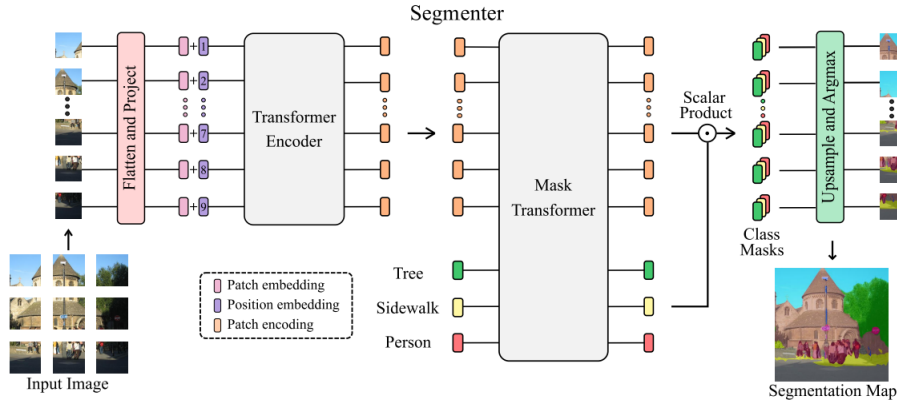 Segmenter
Flatten and Project
+ 1
+ 2
+ 7
+ 8
+ 9
Transformer
Encoder
Mask
Transformer
Scalar
Product
Upsample and Argmax
Class
Masks
Tree
Sidewalk
Person
Patch embedding
Position embedding
Patch encoding
Input Image
Segmentation Map